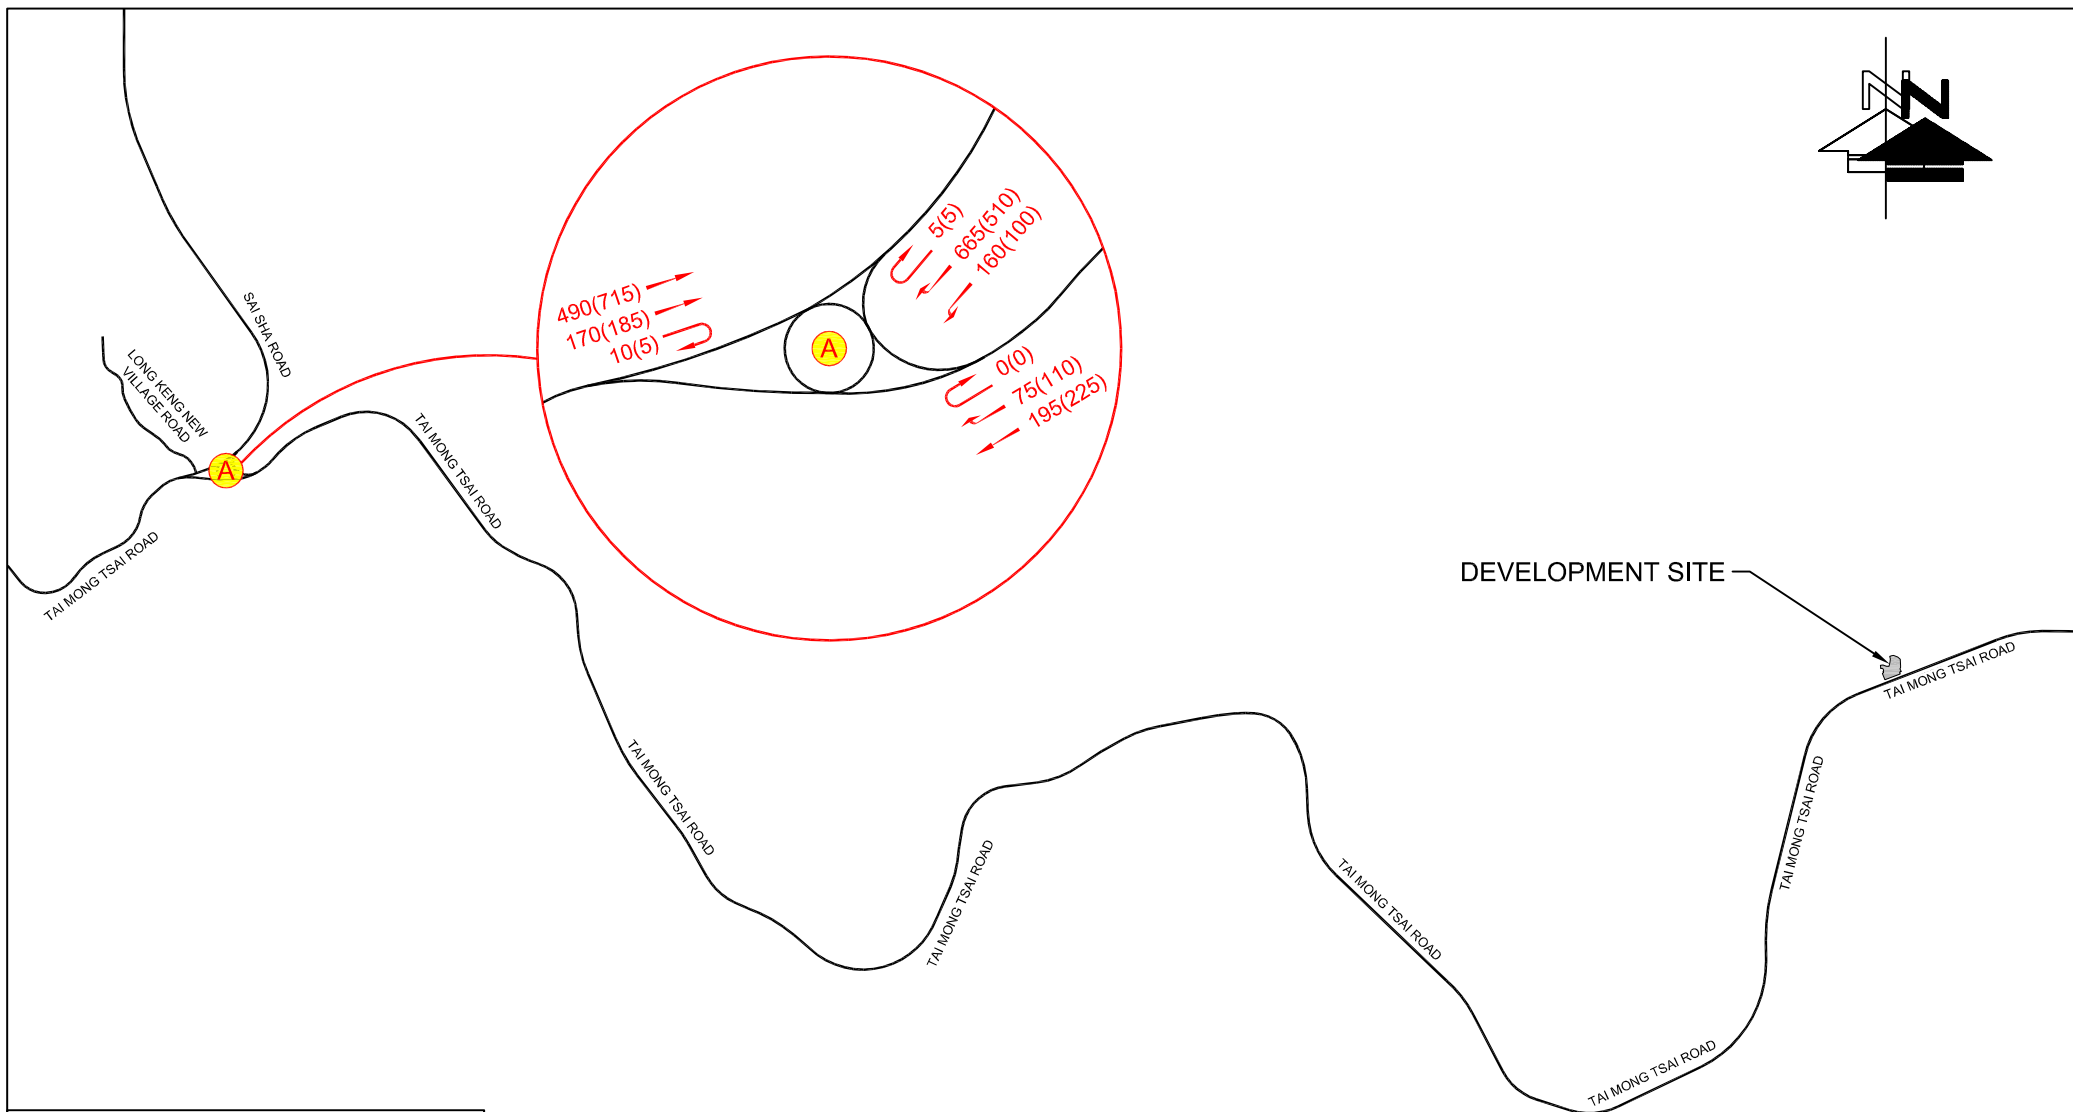 N N
5(5)
665(510)
160(100)
490(715)
170(185)
10(5)
A
0(0)
75(110)
195(225)
SAI SHA ROAD
LONG KENG NEW
VILLAGE ROAD
A
TAI MONG TSAI ROAD
TAI MONG TSAI ROAD
DEVELOPMENT SITE
TAI MONG TSAI ROAD
TAI MONG TSAI ROAD
TAI MONG TSAI ROAD
TAI MONG TSAI ROAD
TAI MONG TSAI ROAD
TAI MONG TSAI ROAD